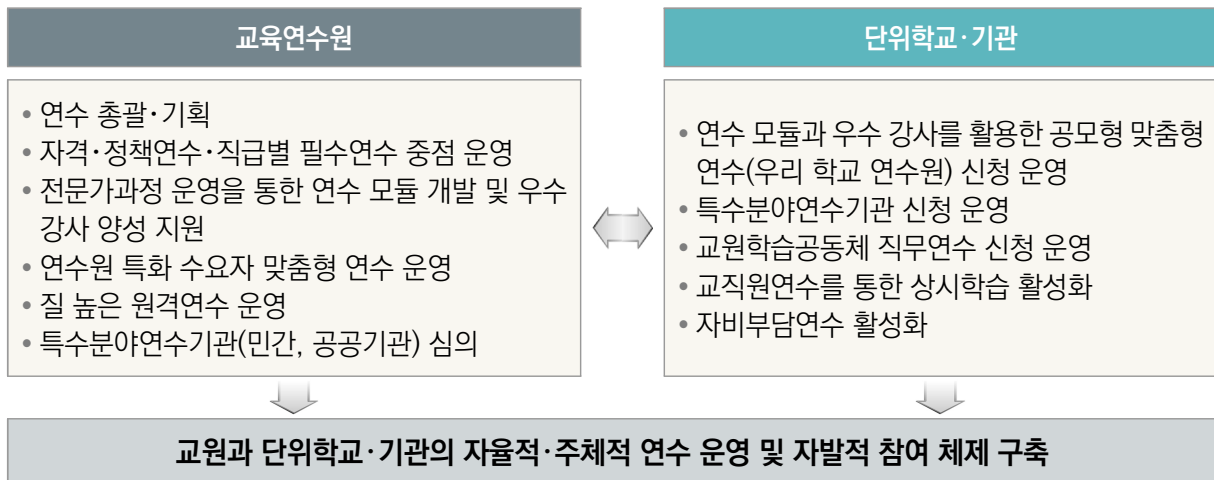 교육연수원
• 연수 총괄·기획
• 자격·정책연수·직급별 필수연수 중점 운영
• 전문가과정 운영을 통한 연수 모듈 개발 및 우수
강사 양성 지원
• 연수원 특화 수요자 맞춤형 연수 운영
• 질 높은 원격연수 운영
• 특수분야연수기관(민간, 공공기관) 심의
단위학교·기관
• 연수 모듈과 우수 강사를 활용한 공모형 맞춤형
연수(우리 학교 연수원) 신청 운영
• 특수분야연수기관 신청 운영
• 교원학습공동체 직무연수 신청 운영
• 교직원연수를 통한 상시학습 활성화
• 자비부담연수 활성화
교원과 단위학교·기관의 자율적·주체적 연수 운영 및 자발적 참여 체제 구축